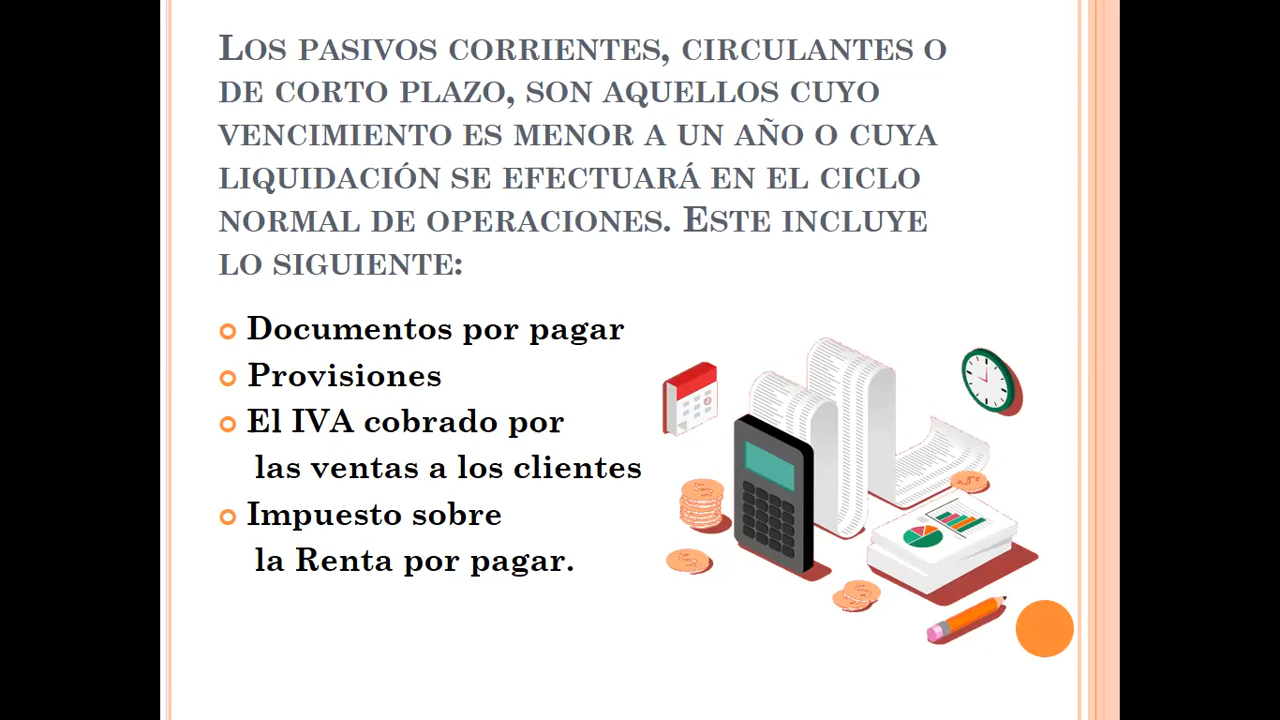 Los pasivos corrientes, circulantes o
de corto plazo, son aquellos cuyo
vencimiento es menor a un año o cuya
liquidación se efectuará en el ciclo
normal de operaciones. Este incluye
lo siguiente:
Documentos por pagar
Provisiones
El IVA cobrado por
las ventas a los clientes
Impuesto sobre
la Renta por pagar.